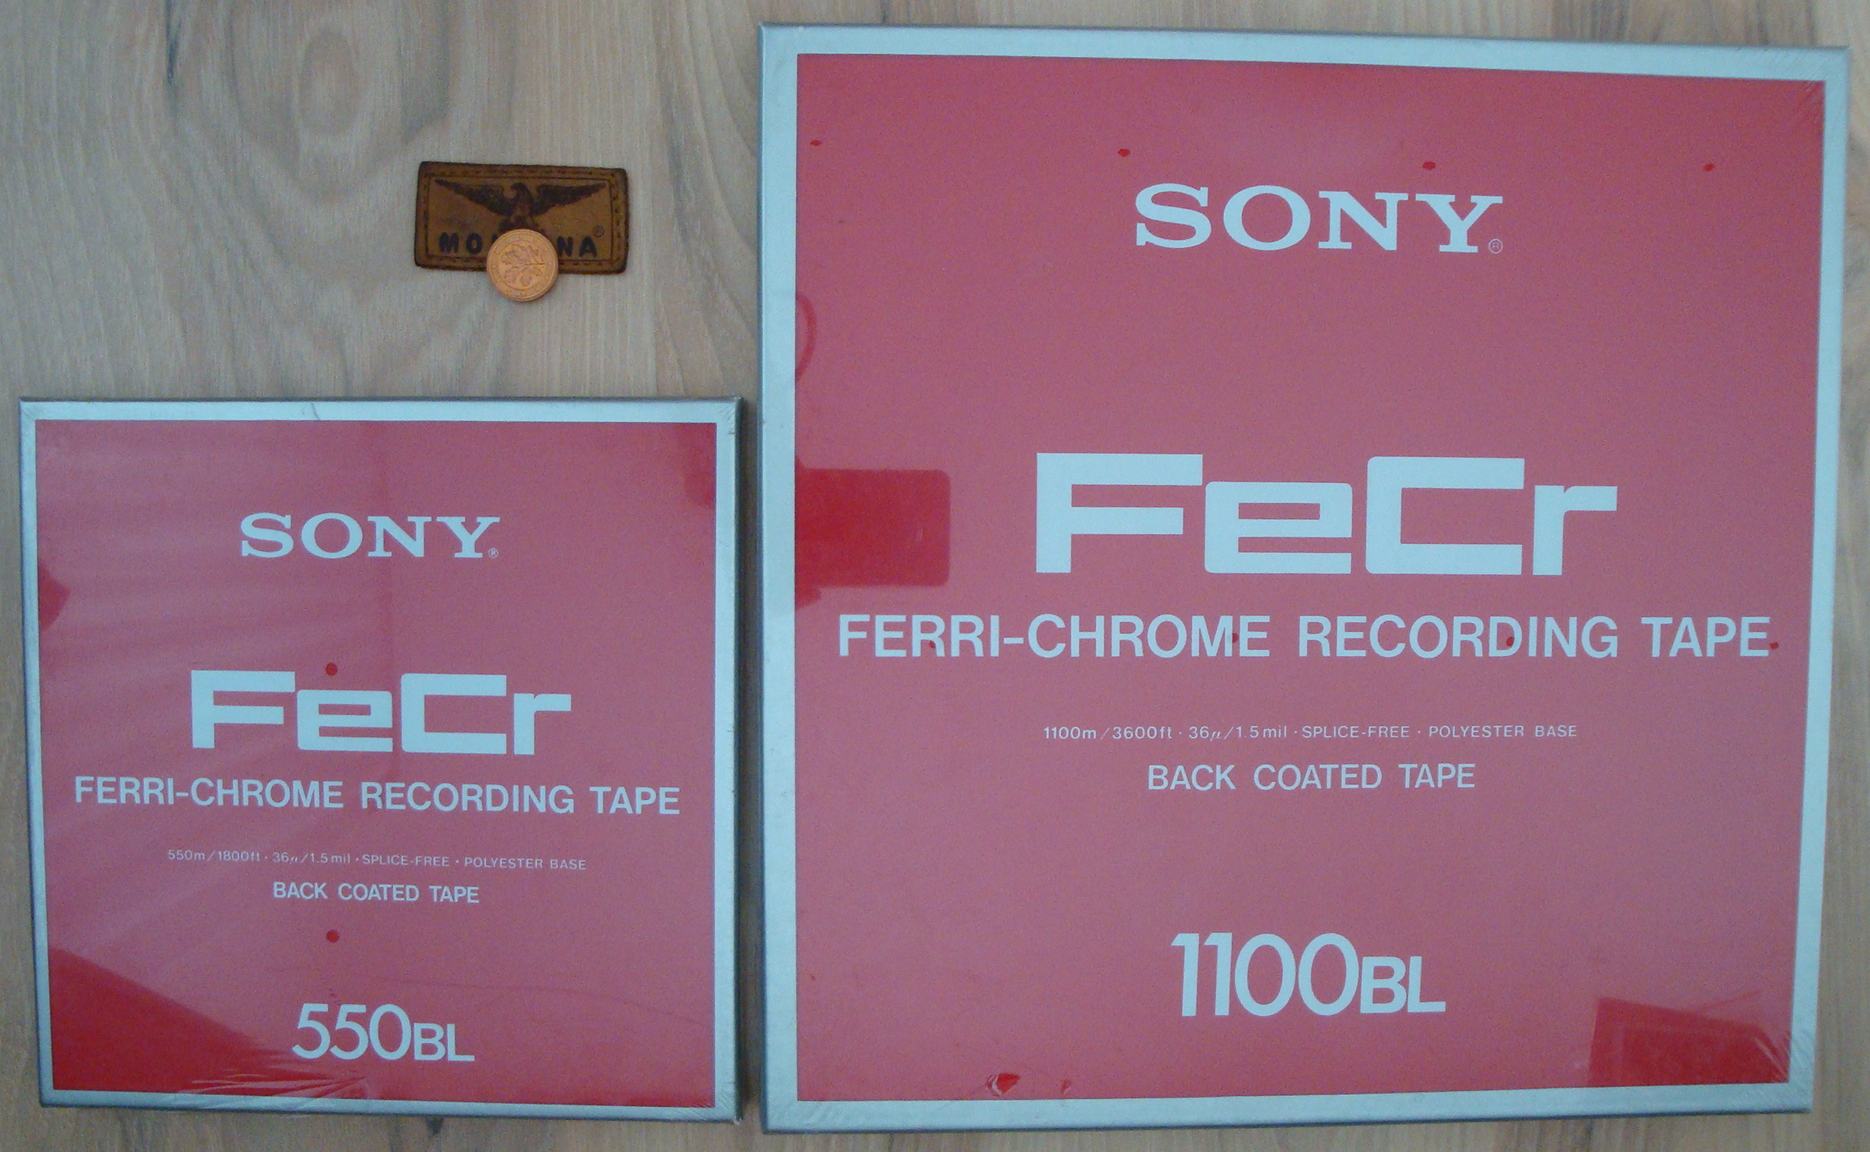 MO NA ®
SONY®
FeCr
FERRI-CHROME RECORDING TAPE
550m/1800ft · 36μ/1.5mil · SPLICE-FREE · POLYESTER BASE
BACK COATED TAPE
550BL
SONY®
FeCr
FERRI-CHROME RECORDING TAPE
1100m/3600ft · 36μ/1.5mil · SPLICE-FREE · POLYESTER BASE
BACK COATED TAPE
1100BL